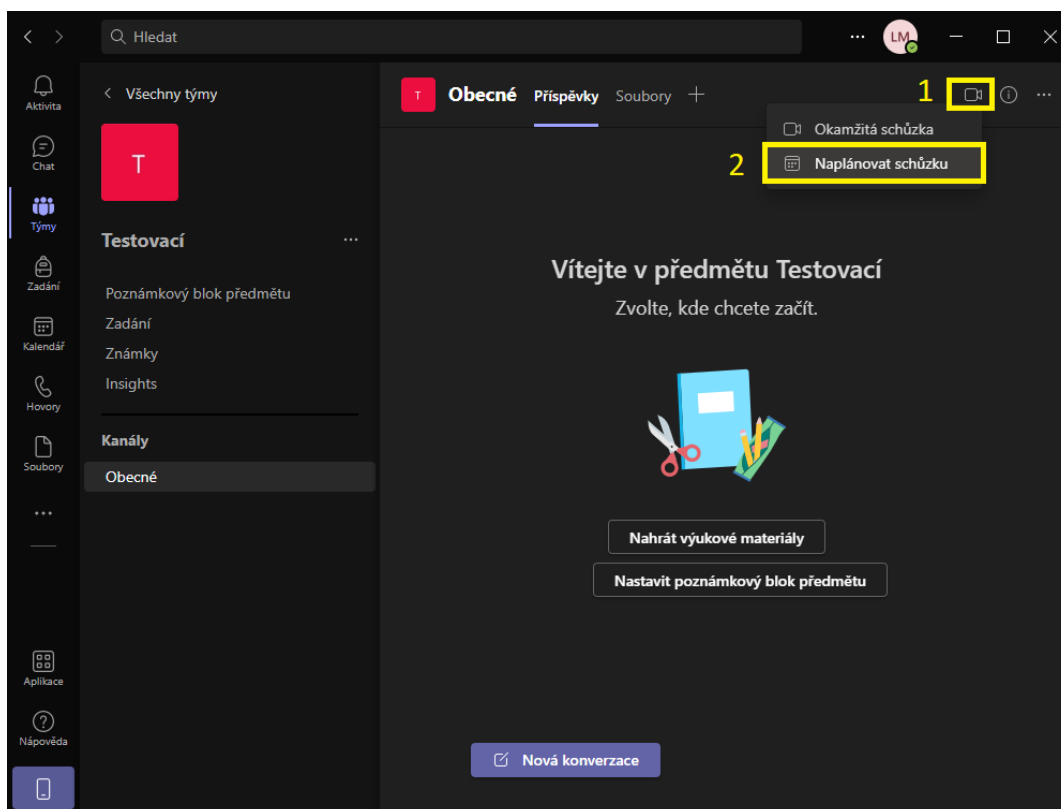 Hledat
LM
Aktivita
Chat
Týmy
Zadání
Kalendář
Hovory
Soubory
Aplikace
Nápověda
Všechny týmy
T
Testovací
Poznámkový blok předmětu
Zadání
Známky
Insights
Kanály
Obecné
T
Obecné Příspěvky Soubory
1
Okamžitá schůzka
2 Naplánovat schůzku
Vítejte v předmětu Testovací
Zvolte, kde chcete začít.
Nahrát výukové materiály
Nastavit poznámkový blok předmětu
Nová konverzace